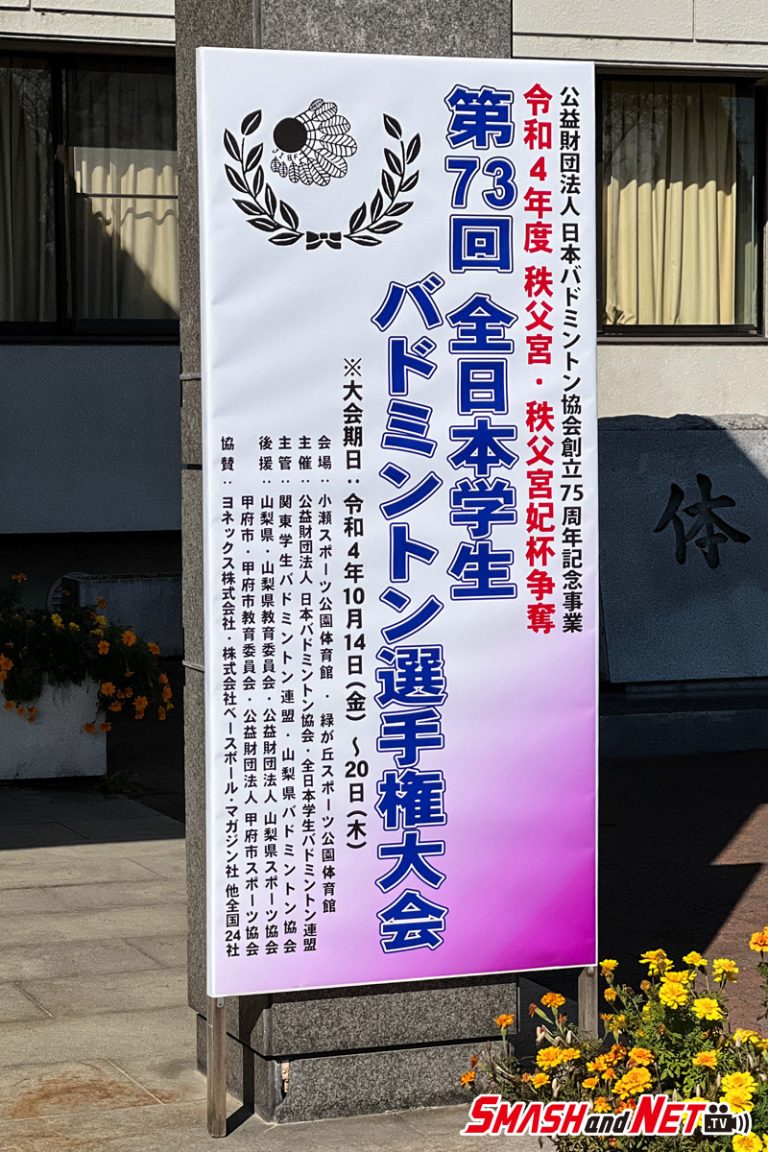 公益財団法人 日本バドミントン協会創立75周年記念事業
令和4年度 秩父宮・秩父宮妃杯争奪
第73回 全日本学生
バドミントン選手権大会
※大会期日:令和4年10月14日(金) ~20日(木)
会場: 小瀬スポーツ公園体育館 ・ 緑が丘スポーツ公園体育館
主催:公益財団法人 日本バドミントン協会・全日本学生バドミントン連盟
主管:関東学生バドミントン連盟・山梨県バドミントン協会
後援:山梨県・山梨県教育委員会・公益財団法人 山梨県スポーツ協会
甲府市・甲府市教育委員会・公益財団法人 甲府市スポーツ協会
協賛:ヨネックス株式会社・株式会社ベースボール・マガジン社 他全国24社
体
SMASH and NET TV